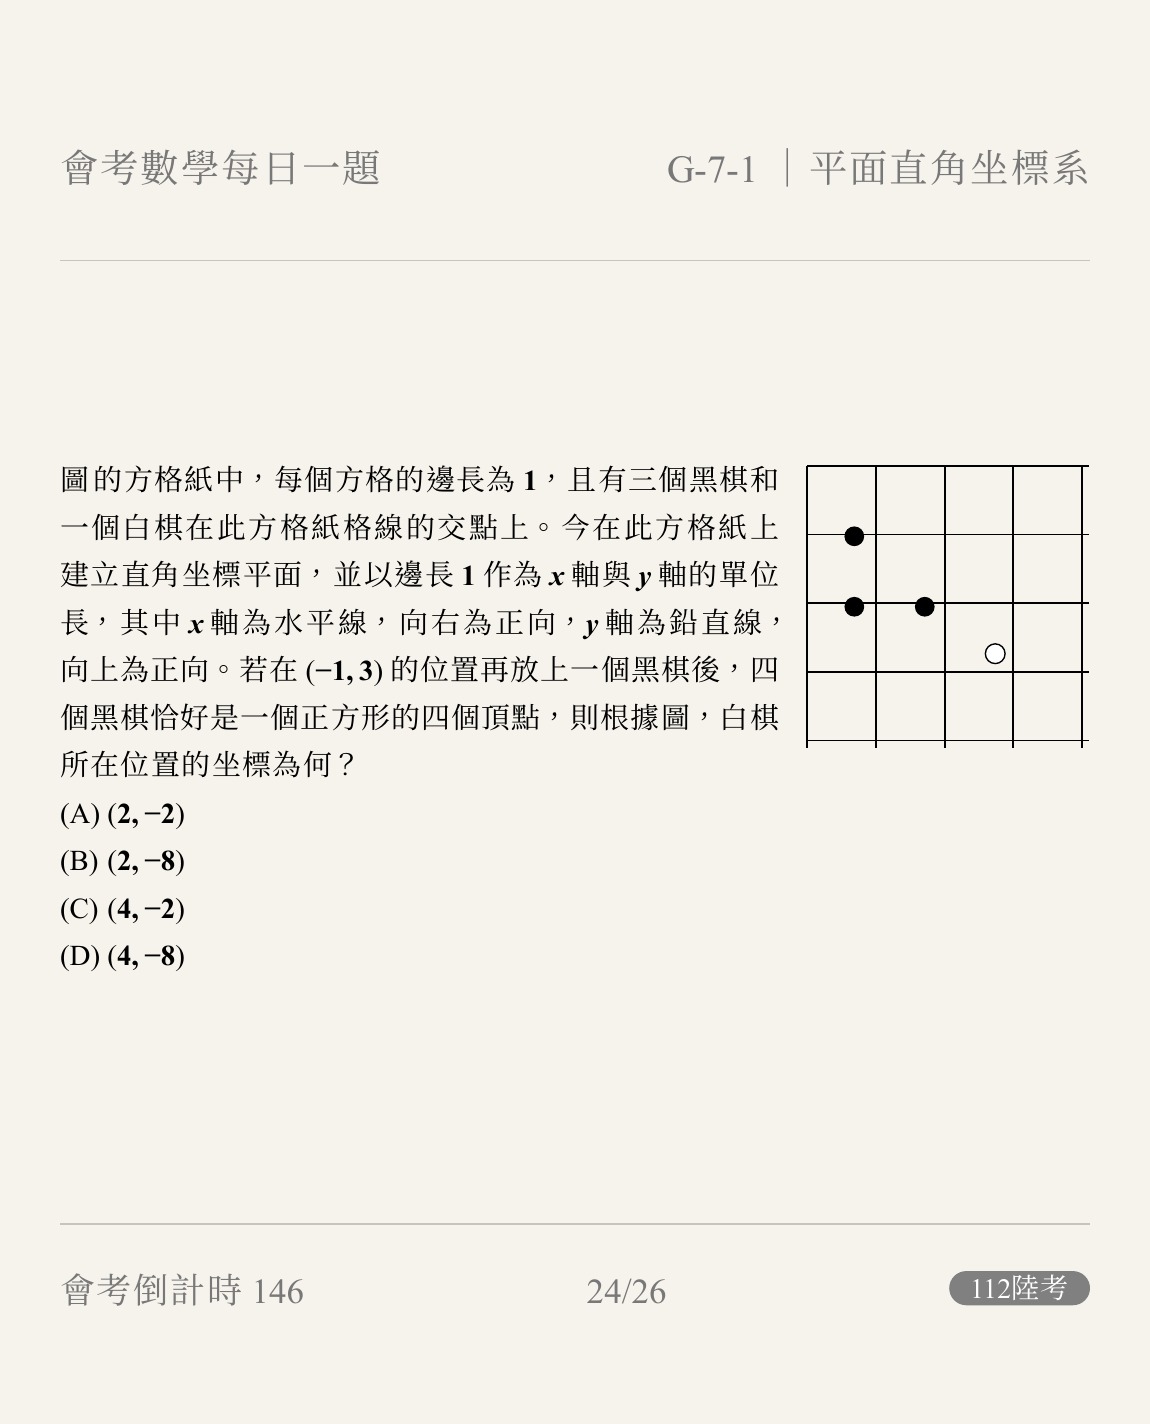 會考數學每日一題
G-7-1｜平面直角坐標系
圖的方格紙中，每個方格的邊長為 1，且有三個黑棋和
一個白棋在此方格紙格線的交點上。今在此方格紙上
建立直角坐標平面，並以邊長 1 作為 x 軸與 y 軸的單位
長，其中 x 軸為水平線，向右為正向，y 軸為鉛直線，
向上為正向。若在 (−1, 3) 的位置再放上一個黑棋後，四
個黑棋恰好是一個正方形的四個頂點，則根據圖，白棋
所在位置的坐標為何？
(A) (2, −2)
(B) (2, −8)
(C) (4, −2)
(D) (4, −8)
會考倒計時 146
24/26
112陸考